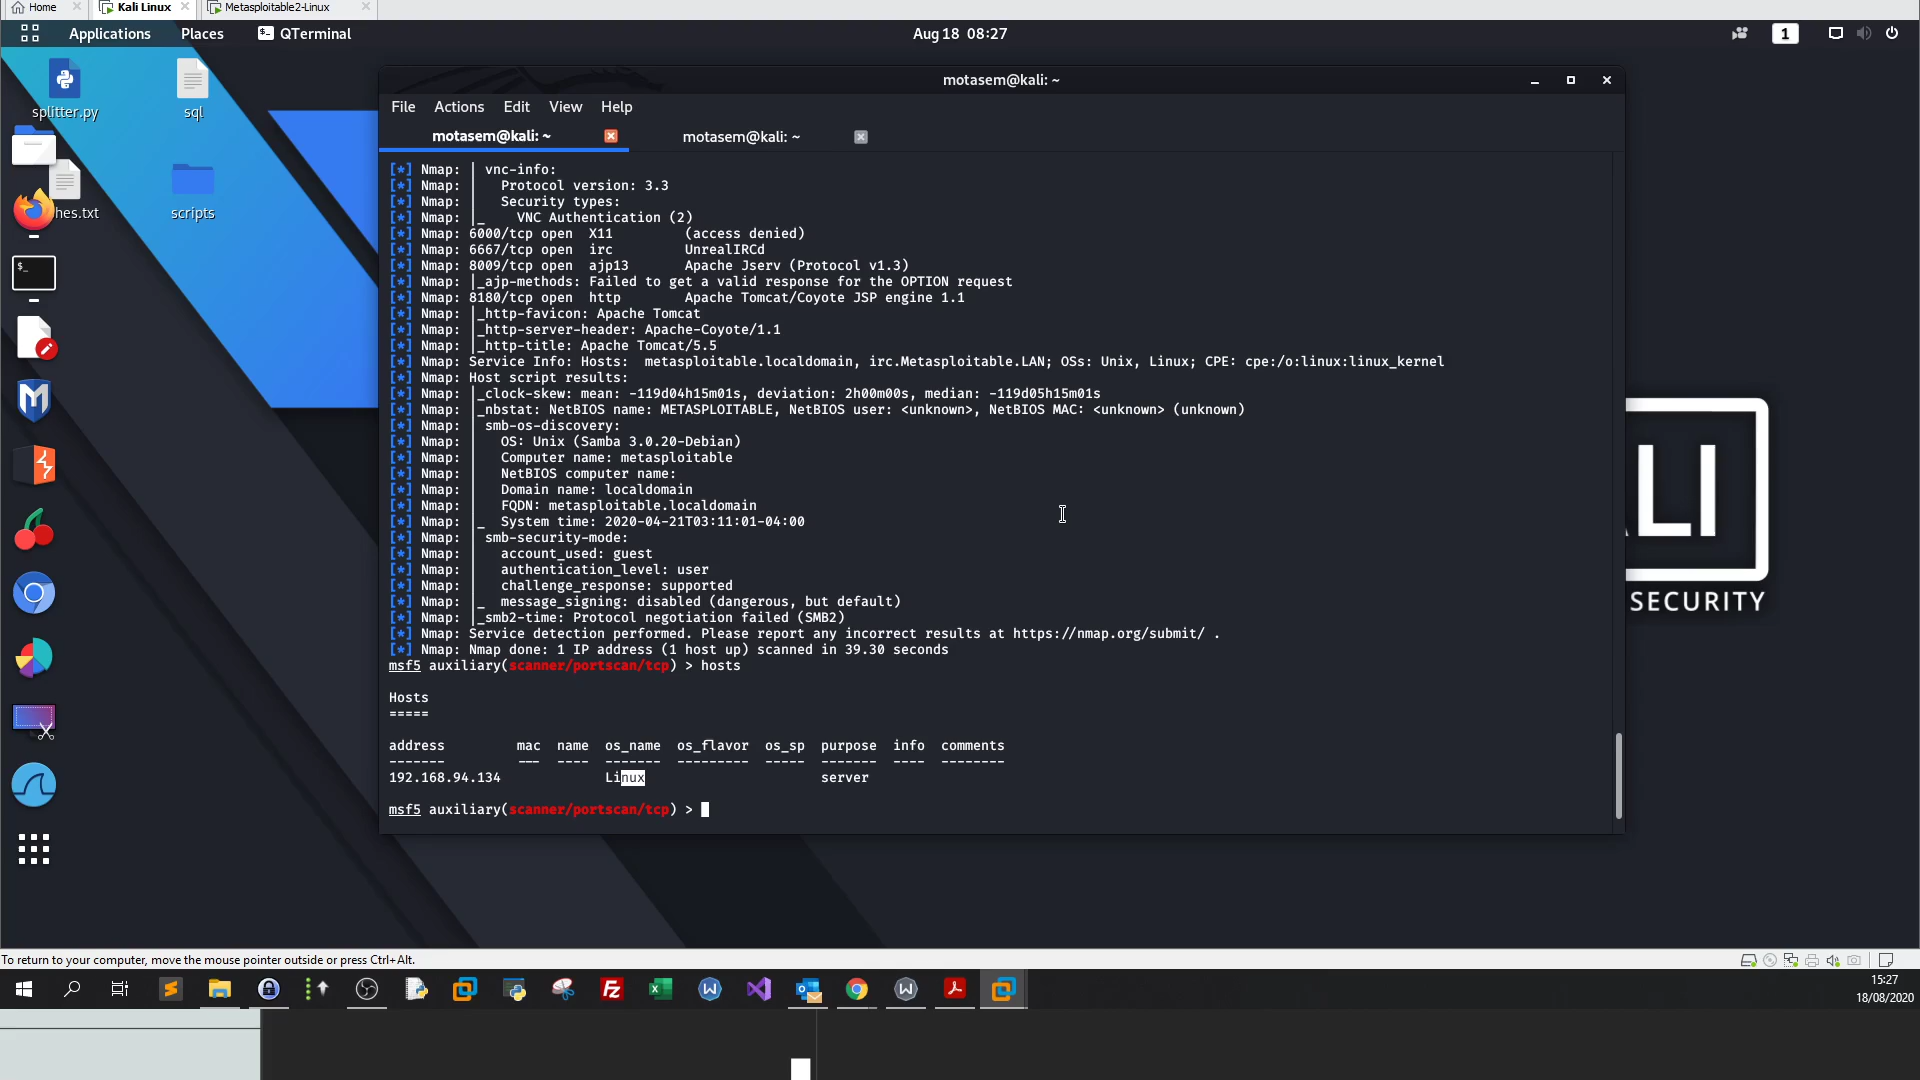 Home
Kali Linux
Metasploitable2-Linux
Applications
Places
QTerminal
Aug 18 08:27
1
splitter.py
sql
hes.txt
scripts
motasem@kali: ~
File Actions Edit View Help
motasem@kali: ~
motasem@kali: ~
[*] Nmap: | vnc-info:
[*] Nmap: |   Protocol version: 3.3
[*] Nmap: |   Security types:
[*] Nmap: |_    VNC Authentication (2)
[*] Nmap: 6000/tcp open  X11         (access denied)
[*] Nmap: 6667/tcp open  irc         UnrealIRCd
[*] Nmap: 8009/tcp open  ajp13       Apache Jserv (Protocol v1.3)
[*] Nmap: |_ajp-methods: Failed to get a valid response for the OPTION request
[*] Nmap: 8180/tcp open  http        Apache Tomcat/Coyote JSP engine 1.1
[*] Nmap: |_http-favicon: Apache Tomcat
[*] Nmap: |_http-server-header: Apache-Coyote/1.1
[*] Nmap: |_http-title: Apache Tomcat/5.5
[*] Nmap: Service Info: Hosts:  metasploitable.localdomain, irc.Metasploitable.LAN; OSs: Unix, Linux; CPE: cpe:/o:linux:linux_kernel
[*] Nmap: Host script results:
[*] Nmap: |_clock-skew: mean: -119d04h15m01s, deviation: 2h00m00s, median: -119d05h15m01s
[*] Nmap: |_nbstat: NetBIOS name: METASPLOITABLE, NetBIOS user: <unknown>, NetBIOS MAC: <unknown> (unknown)
[*] Nmap: | smb-os-discovery:
[*] Nmap: |   OS: Unix (Samba 3.0.20-Debian)
[*] Nmap: |   Computer name: metasploitable
[*] Nmap: |   NetBIOS computer name:
[*] Nmap: |   Domain name: localdomain
[*] Nmap: |   FQDN: metasploitable.localdomain
[*] Nmap: |_  System time: 2020-04-21T03:11:01-04:00
[*] Nmap: | smb-security-mode:
[*] Nmap: |   account_used: guest
[*] Nmap: |   authentication_level: user
[*] Nmap: |   challenge_response: supported
[*] Nmap: |_  message_signing: disabled (dangerous, but default)
[*] Nmap: |_smb2-time: Protocol negotiation failed (SMB2)
[*] Nmap: Service detection performed. Please report any incorrect results at https://nmap.org/submit/ .
[*] Nmap: Nmap done: 1 IP address (1 host up) scanned in 39.30 seconds
msf5 auxiliary(scanner/portscan/tcp) > hosts
Hosts
=====
address         mac  name  os_name  os_flavor  os_sp  purpose  info  comments
-------         ---  ----  -------  ---------  -----  -------  ----  --------
192.168.94.134             Linux                      server
msf5 auxiliary(scanner/portscan/tcp) >
LI
SECURITY
To return to your computer, move the mouse pointer outside or press Ctrl+Alt.
15:27
18/08/2020